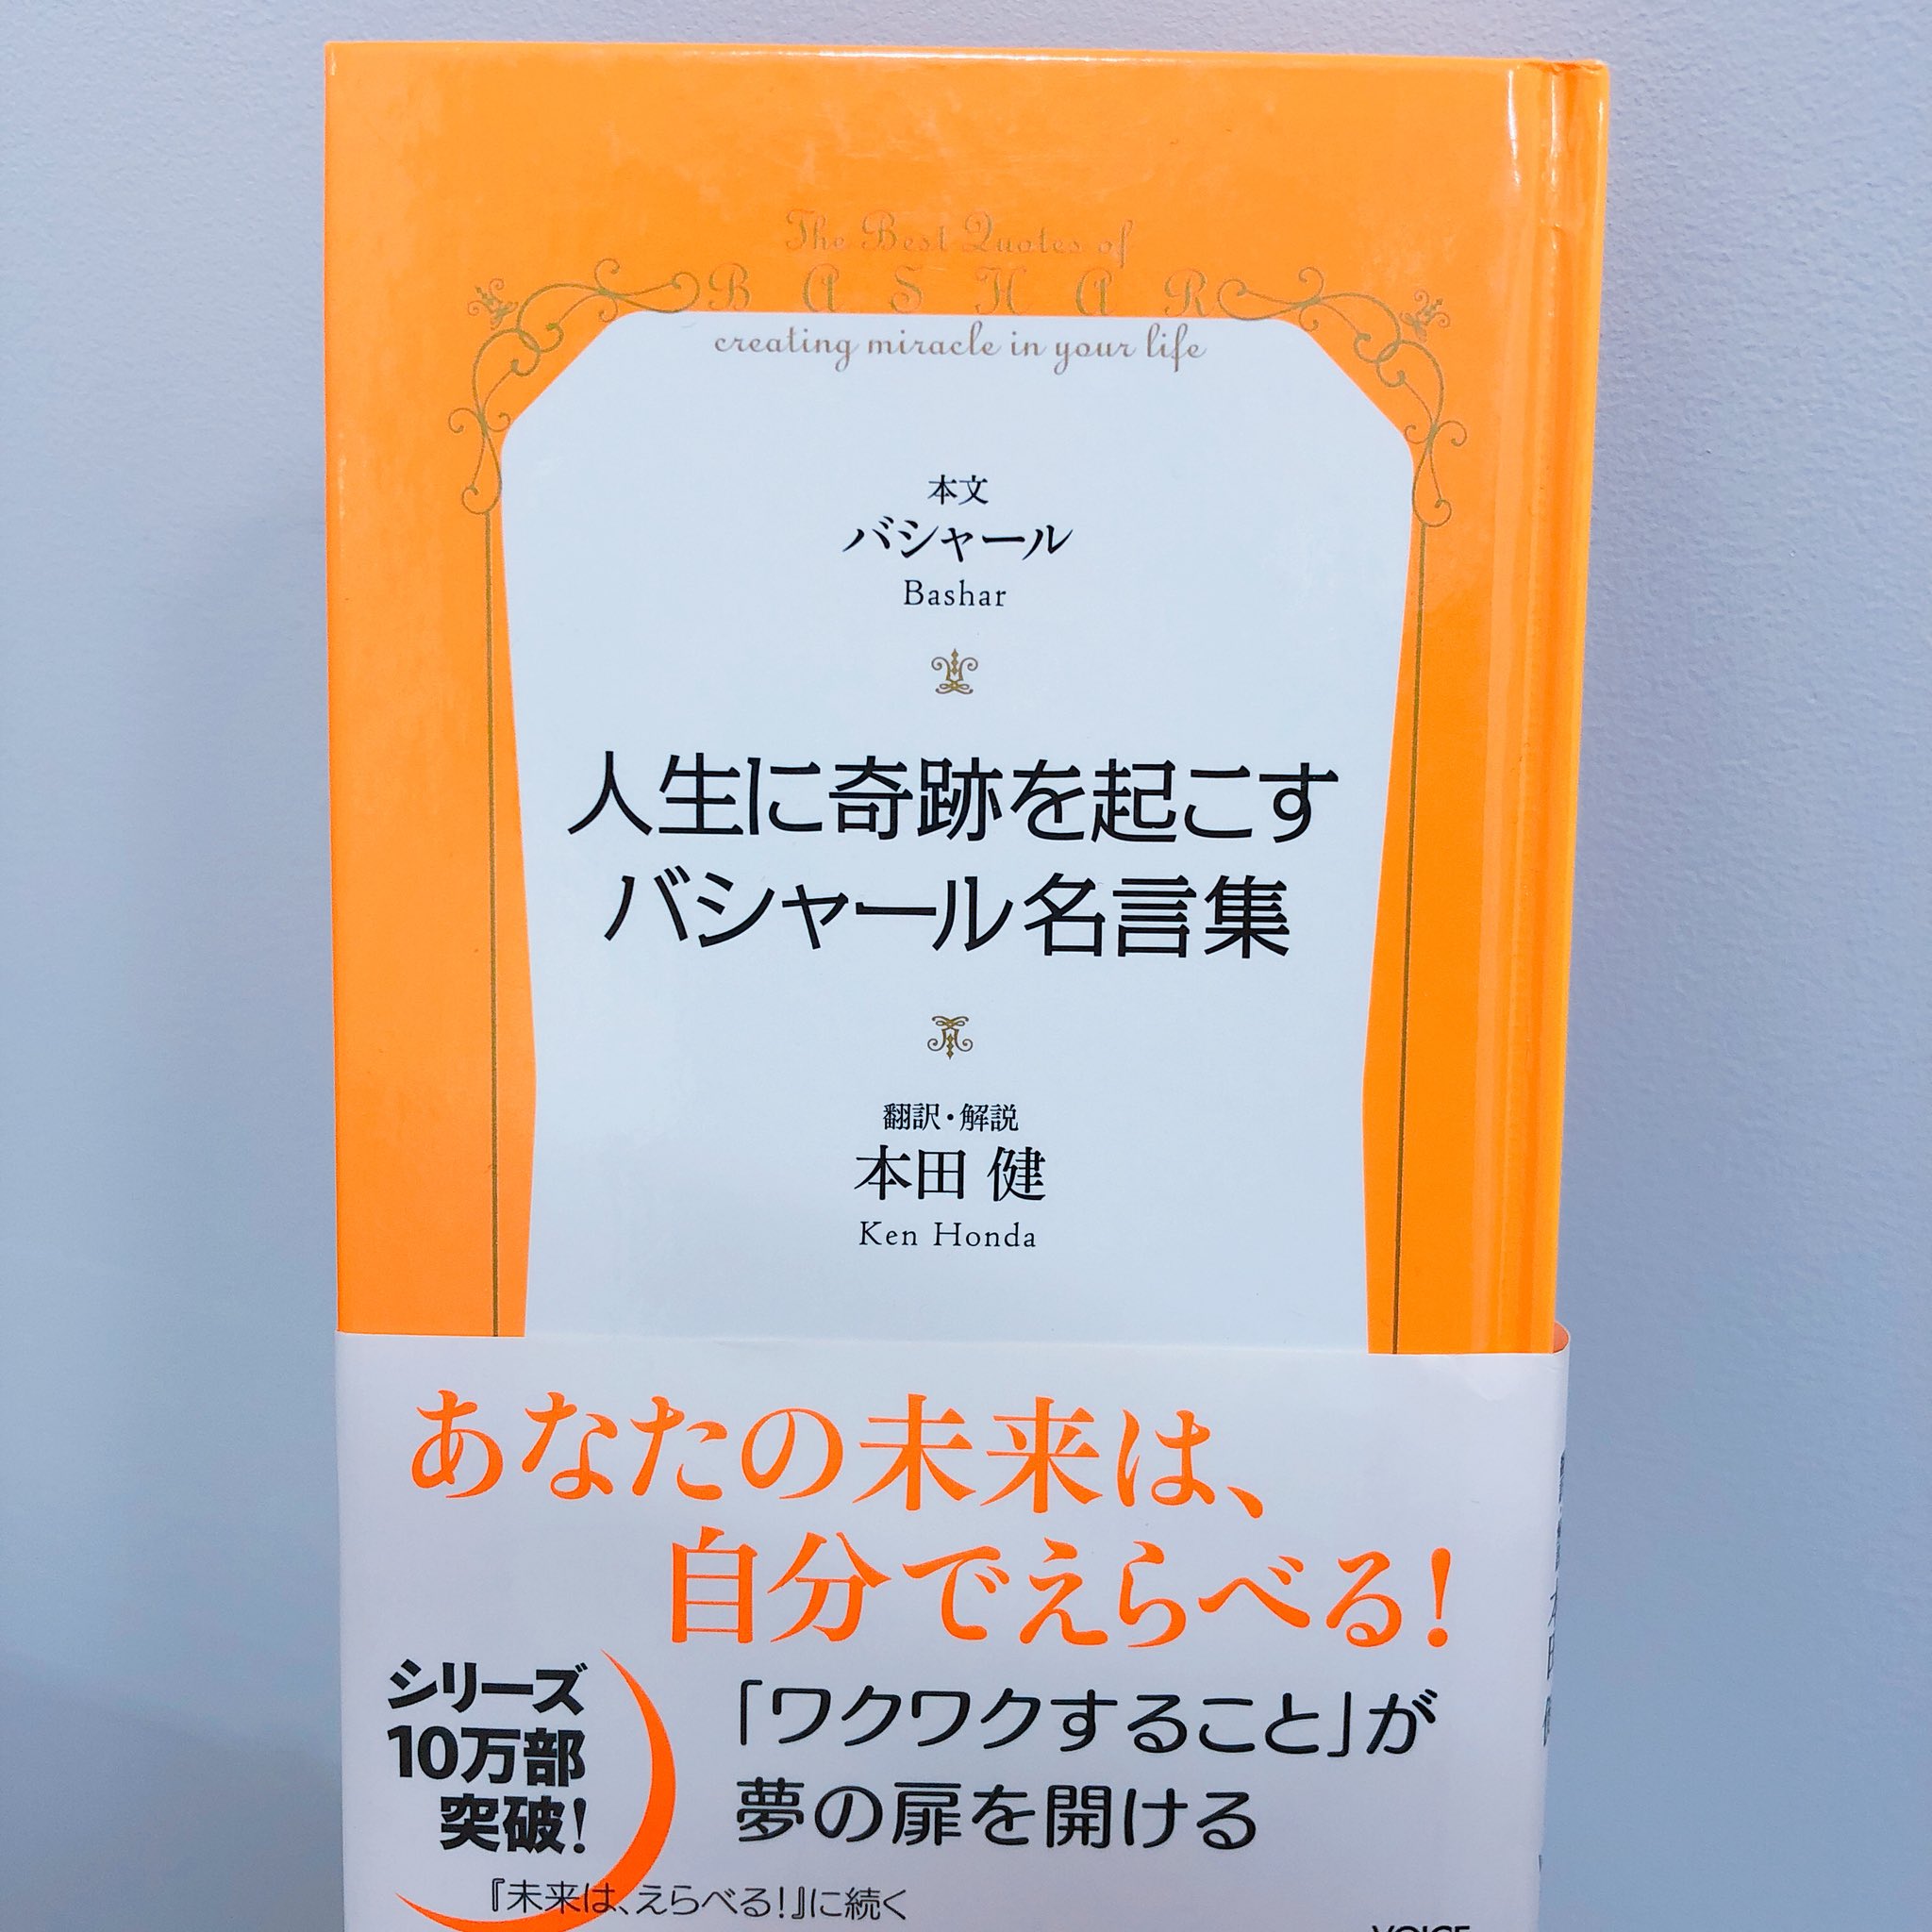 The Best Quotes of
BASHAR
creating miracle in your life
本文
バシャール
Bashar
人生に奇跡を起こす
バシャール名言集
翻訳・解説
本田 健
Ken Honda
あなたの未来は、
自分でえらべる!
シリーズ
10万部
突破!
「ワクワクすること」が
夢の扉を開ける
『未来は、えらべる!』に続く
VOICE